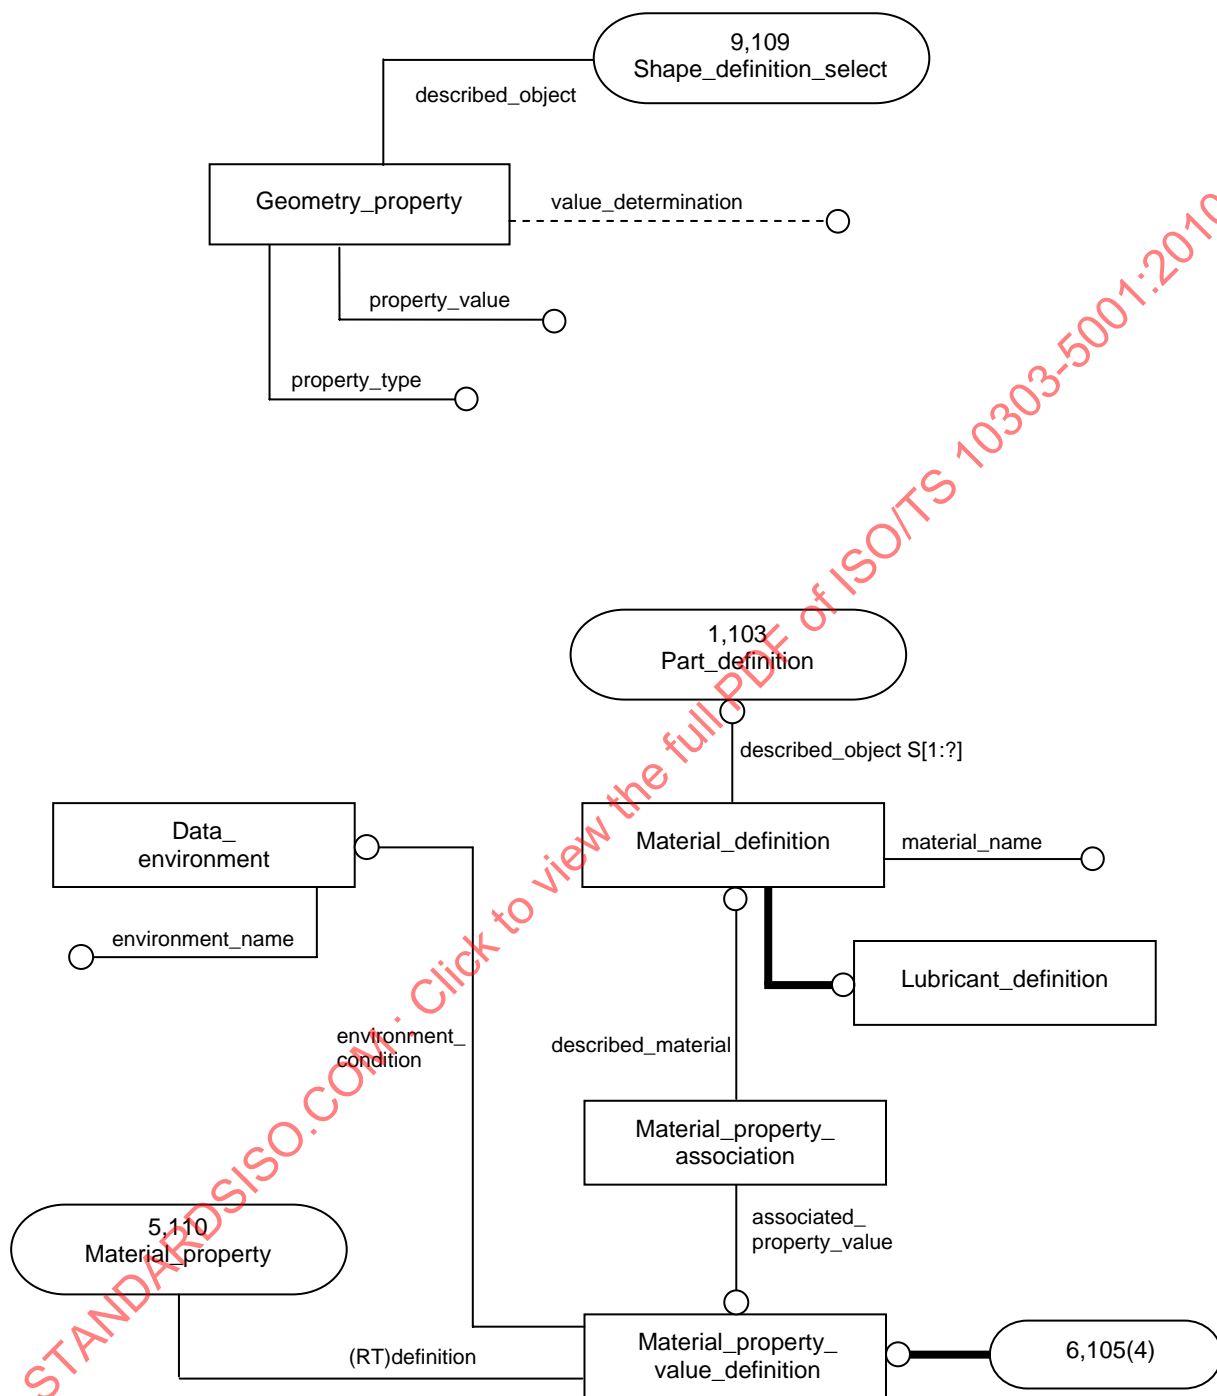 9,109
Shape_definition_select
described_object
Geometry_property
value_determination
property_value
property_type
1,103
Part_definition
described_object S[1:?]
Data_
environment
Material_definition
material_name
environment_name
Lubricant_definition
environment_
condition
described_material
Material_property_
association
5,110
Material_property
associated_
property_value
(RT)definition
Material_property_
value_definition
6,105(4)
STANDARDSISO.COM : Click to view the full PDF of ISO/TS 10303-5001:2010